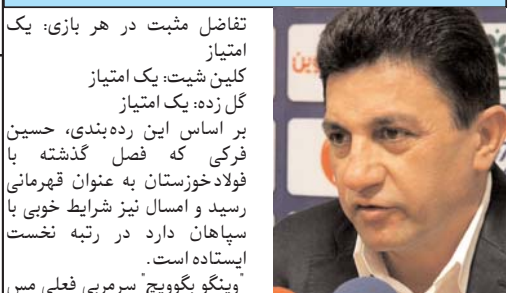 تفاضل مثبت در هر بازی: یک
امتیاز
کلین شیت: یک امتیاز
گل زده: یک امتیاز
بر اساس این رده‌بندی، حسین
فرکی که فصل گذشته با
فولادخوزستان به عنوان قهرمانی
رسید و امسال نیز شرایط خوبی با
سپاهان دارد در رتبه نخست
ایستاده است.
"وینگو بگوویچ" سرمربی فعلی مس